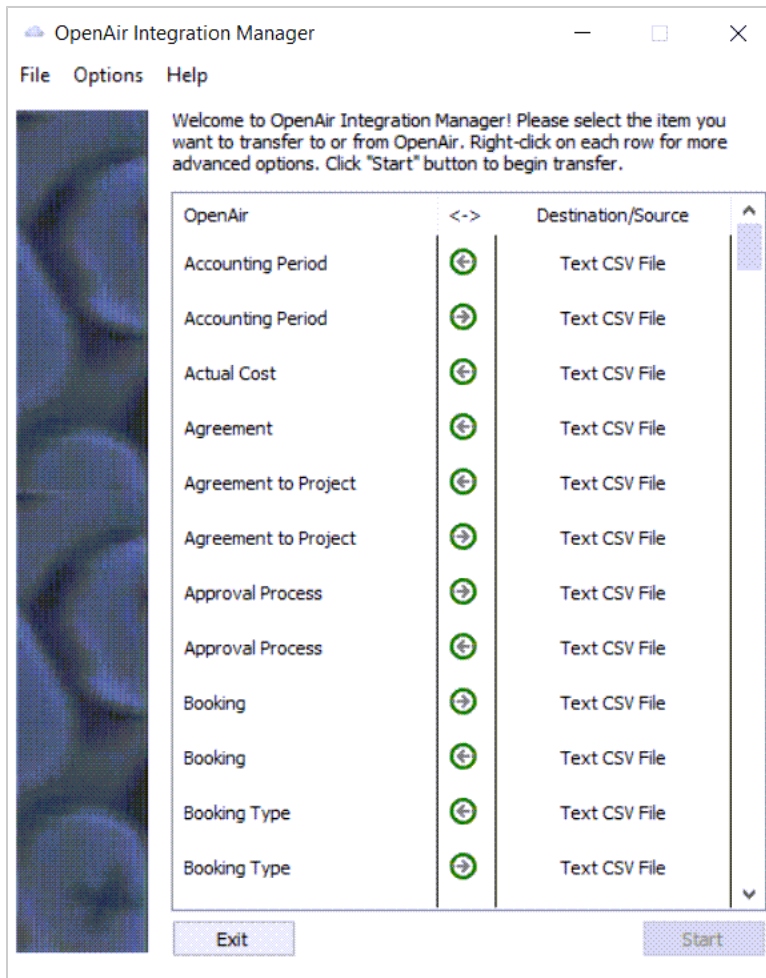 OpenAir Integration Manager
File Options Help
Welcome to OpenAir Integration Manager! Please select the item you
want to transfer to or from OpenAir. Right-click on each row for more
advanced options. Click "Start" button to begin transfer.
OpenAir <-> Destination/Source
Accounting Period Text CSV File
Accounting Period Text CSV File
Actual Cost Text CSV File
Agreement Text CSV File
Agreement to Project Text CSV File
Agreement to Project Text CSV File
Approval Process Text CSV File
Approval Process Text CSV File
Booking Text CSV File
Booking Text CSV File
Booking Type Text CSV File
Booking Type Text CSV File
Exit Start